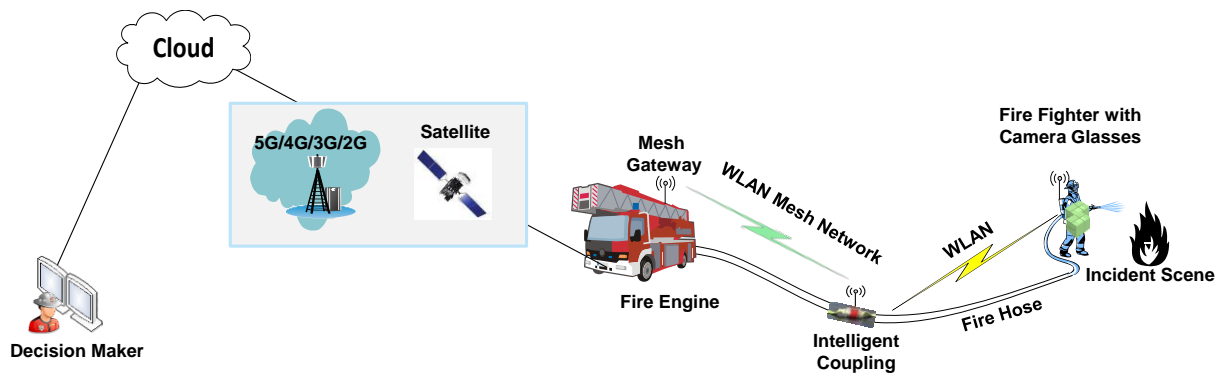 Cloud
5G/4G/3G/2G
Satellite
Mesh
Gateway
WLAN Mesh Network
Fire Fighter with
Camera Glasses
WLAN
Incident Scene
Fire Engine
Fire Hose
Intelligent
Coupling
Decision Maker